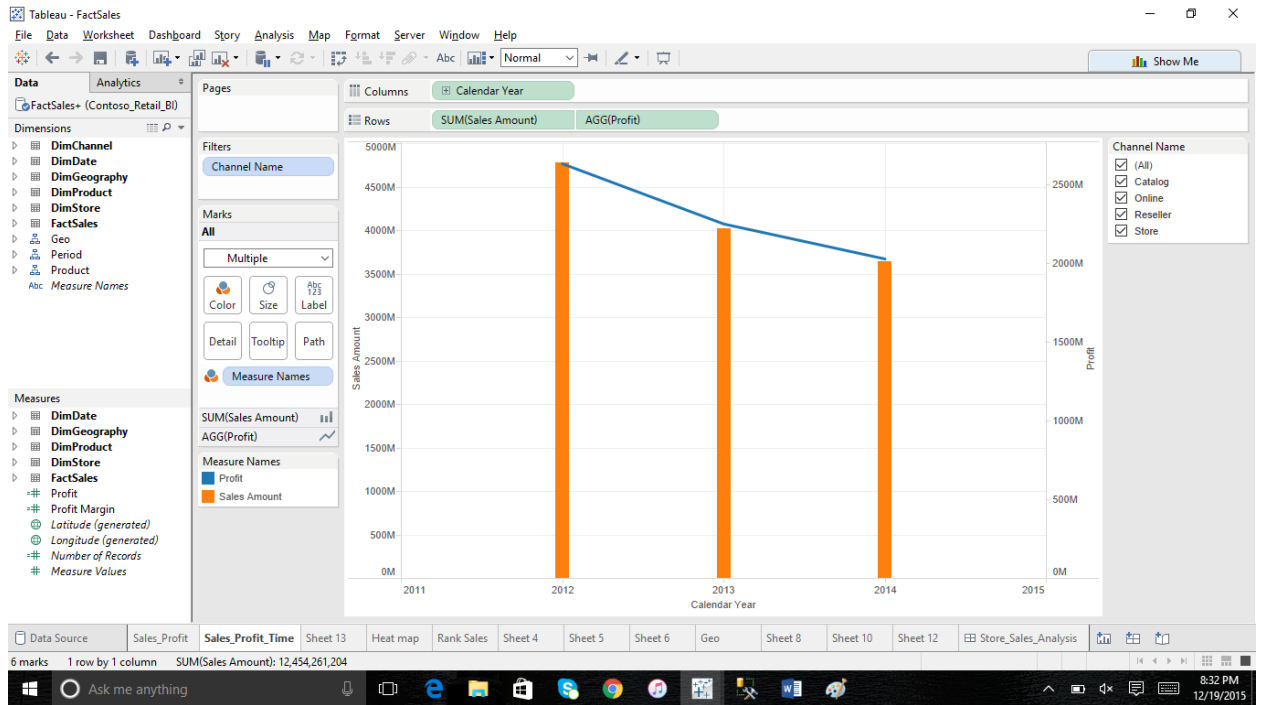 Tableau - FactSales
File Data Worksheet Dashboard Story Analysis Map Format Server Window Help
Abc Normal Show Me
Data Analytics
FactSales+ (Contoso_Retail_BI)
Dimensions
DimChannel
DimDate
DimGeography
DimProduct
DimStore
FactSales
Geo
Period
Product
Abc Measure Names
Measures
DimDate
DimGeography
DimProduct
DimStore
FactSales
Profit
Profit Margin
Latitude (generated)
Longitude (generated)
Number of Records
Measure Values
Pages
Filters
Channel Name
Marks
All
Multiple
Color Size Abc 123 Label
Detail Tooltip Path
Measure Names
SUM(Sales Amount)
AGG(Profit)
Measure Names
Profit
Sales Amount
Columns Calendar Year
Rows SUM(Sales Amount) AGG(Profit)
5000M
4500M
4000M
3500M
3000M
2500M
2000M
1500M
1000M
500M
0M
Sales Amount
2500M
2000M
1500M
1000M
500M
0M
Profit
2011 2012 2013 2014 2015
Calendar Year
Channel Name
(All)
Catalog
Online
Reseller
Store
Data Source Sales_Profit Sales_Profit_Time Sheet 13 Heat map Rank Sales Sheet 4 Sheet 5 Sheet 6 Geo Sheet 8 Sheet 10 Sheet 12 Store_Sales_Analysis
6 marks 1 row by 1 column SUM(Sales Amount): 12,454,261,204
Ask me anything
8:32 PM
12/19/2015